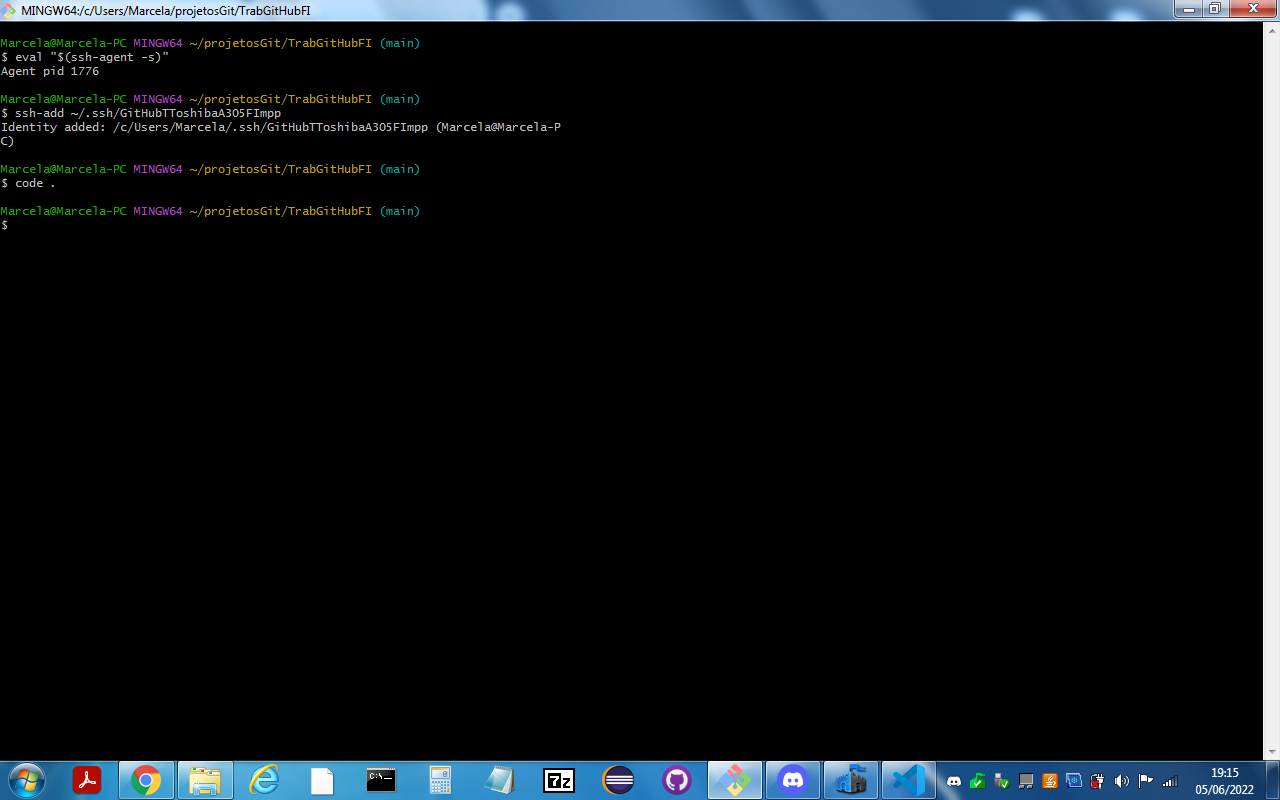 MINGW64:/c/Users/Marcela/projetosGit/TrabGitHubFI
Marcela@Marcela-PC MINGW64 ~/projetosGit/TrabGitHubFI (main)
$ eval "$(ssh-agent -s)"
Agent pid 1776
Marcela@Marcela-PC MINGW64 ~/projetosGit/TrabGitHubFI (main)
$ ssh-add ~/.ssh/GitHubTToshibaA305FImpp
Identity added: /c/Users/Marcela/.ssh/GitHubTToshibaA305FImpp (Marcela@Marcela-P
C)
Marcela@Marcela-PC MINGW64 ~/projetosGit/TrabGitHubFI (main)
$ code .
Marcela@Marcela-PC MINGW64 ~/projetosGit/TrabGitHubFI (main)
$
C:\_
7z
19:15
05/06/2022